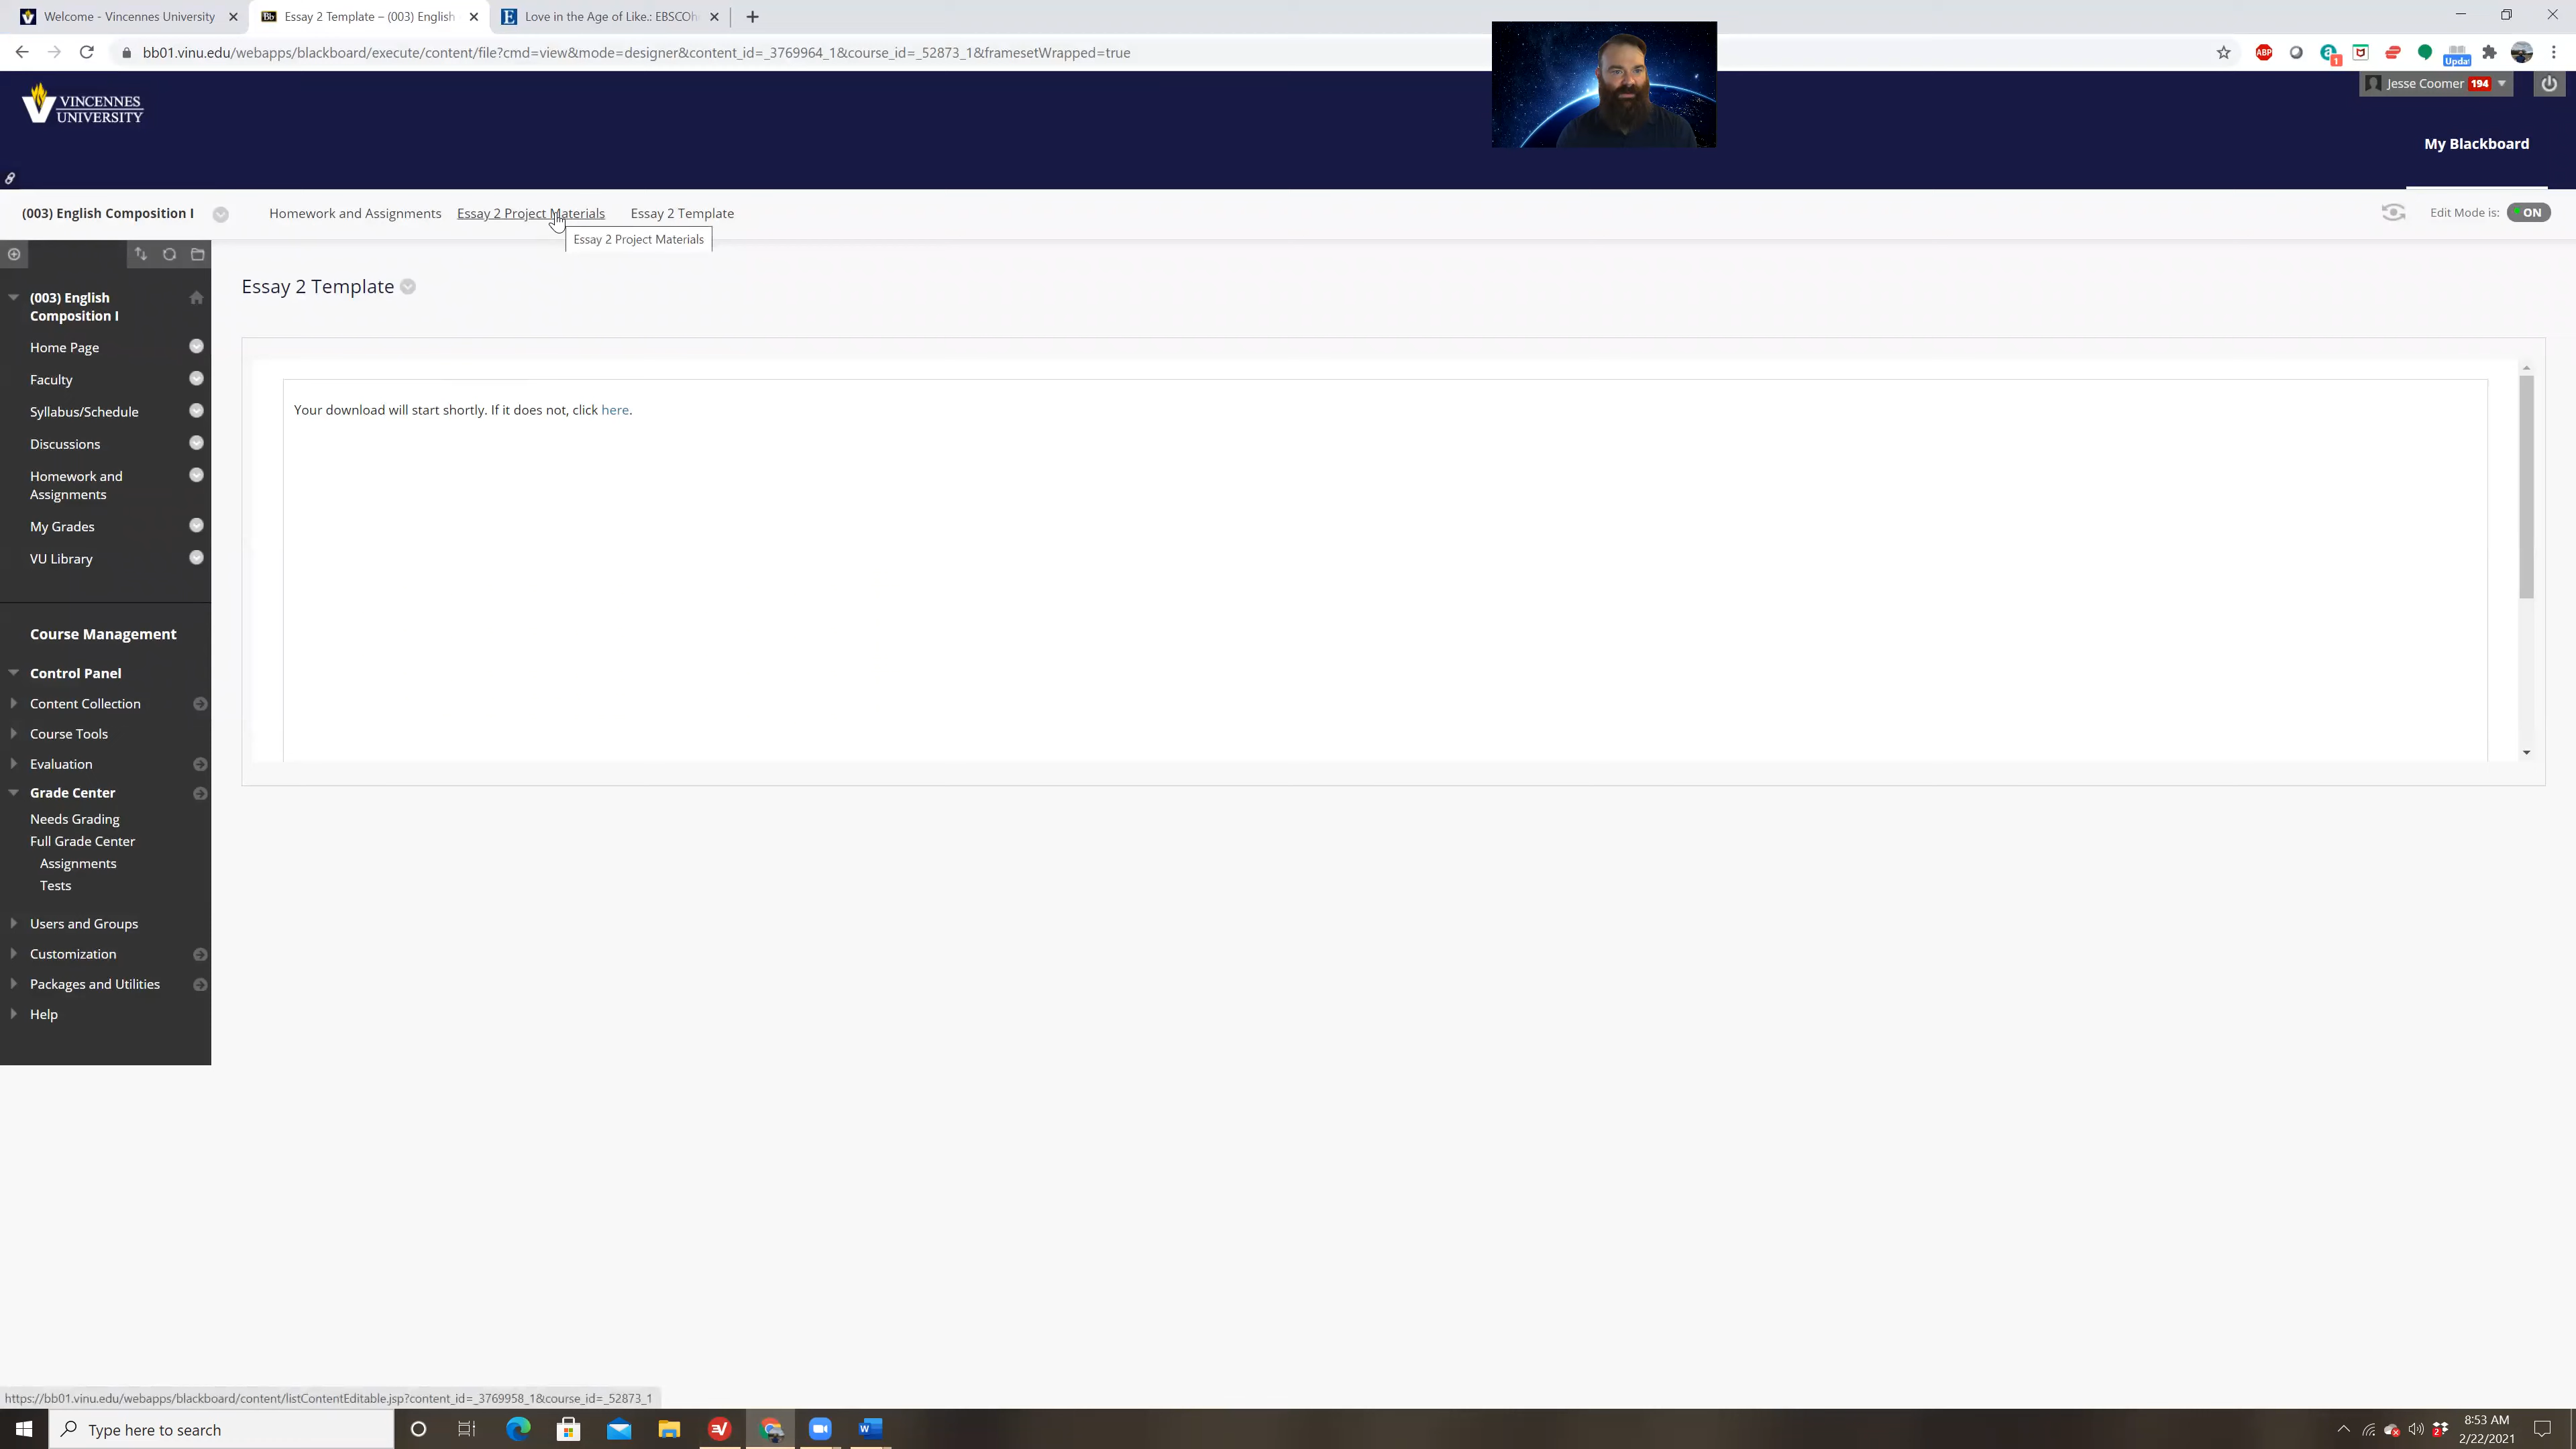 Welcome - Vincennes University
Essay 2 Template – (003) English
Love in the Age of Like.: EBSCOh
bb01.vinu.edu/webapps/blackboard/execute/content/file?cmd=view&mode=designer&content_id=_3769964_1&course_id=_52873_1&framesetWrapped=true
ABP
1
Updat
VINCENNES
UNIVERSITY
Jesse Coomer 194
My Blackboard
(003) English Composition I
Homework and Assignments
Essay 2 Project Materials
Essay 2 Template
Edit Mode is: ON
Essay 2 Project Materials
(003) English
Composition I
Home Page
Faculty
Syllabus/Schedule
Discussions
Homework and
Assignments
My Grades
VU Library
Course Management
Control Panel
Content Collection
Course Tools
Evaluation
Grade Center
Needs Grading
Full Grade Center
Assignments
Tests
Users and Groups
Customization
Packages and Utilities
Help
Essay 2 Template
Your download will start shortly. If it does not, click here.
https://bb01.vinu.edu/webapps/blackboard/content/listContentEditable.jsp?content_id=_3769958_1&course_id=_52873_1
Type here to search
8:53 AM
2/22/2021